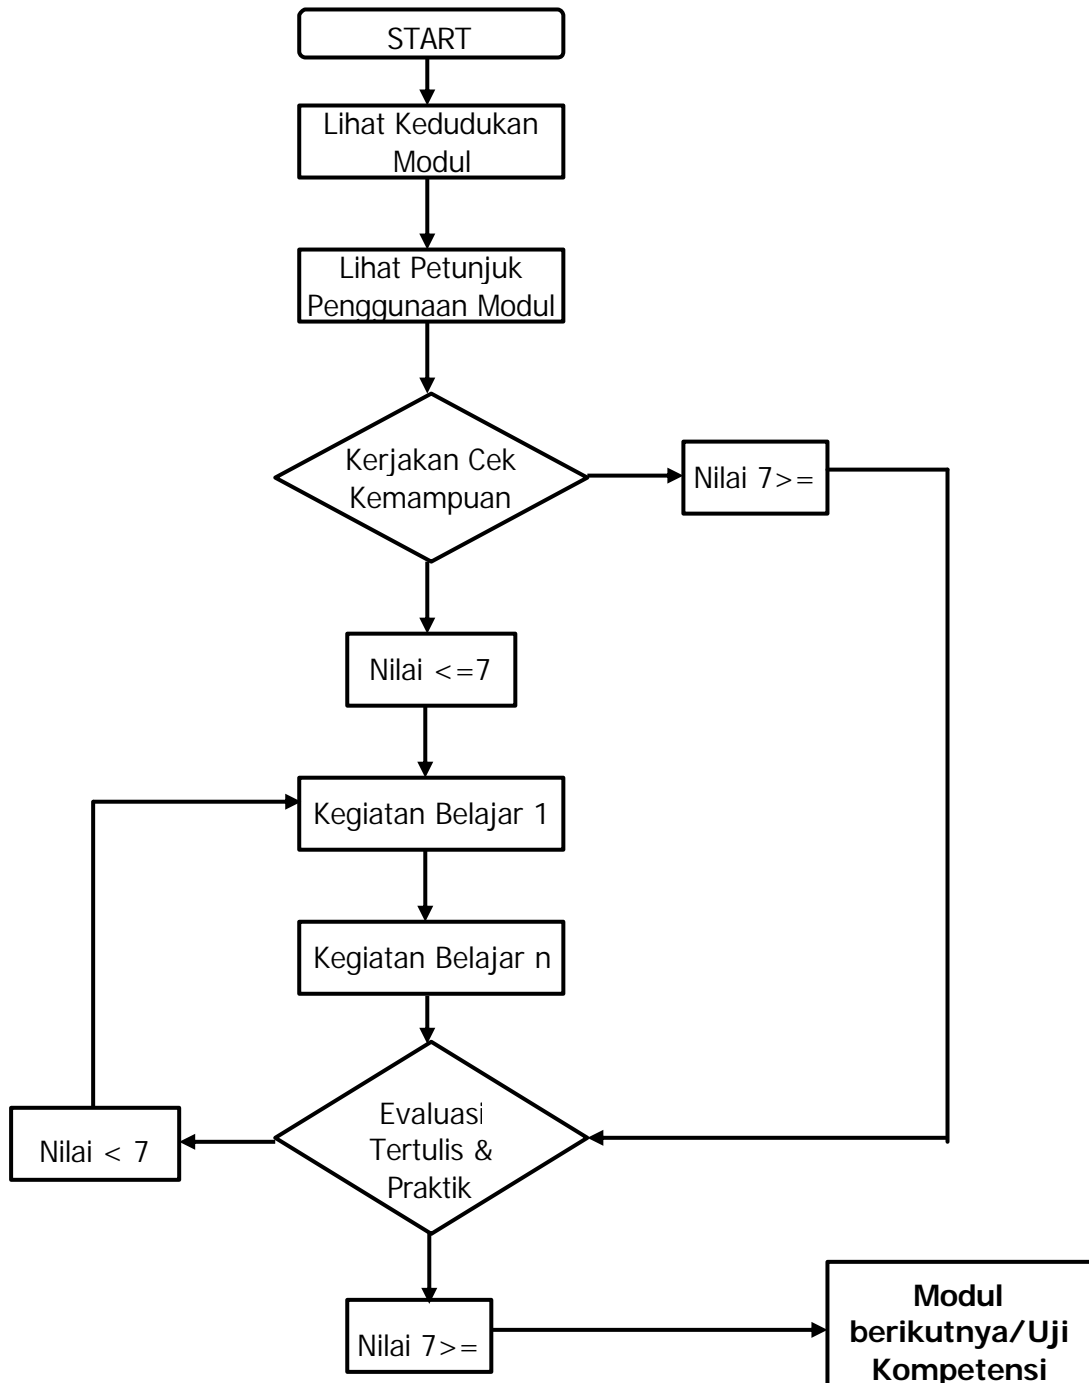 START
Lihat Kedudukan
Modul
Lihat Petunjuk
Penggunaan Modul
Kerjakan Cek
Kemampuan
Nilai 7>=
Nilai <=7
Kegiatan Belajar 1
Kegiatan Belajar n
Evaluasi
Tertulis &
Praktik
Nilai < 7
Nilai 7>=
Modul
berikutnya/Uji
Kompetensi